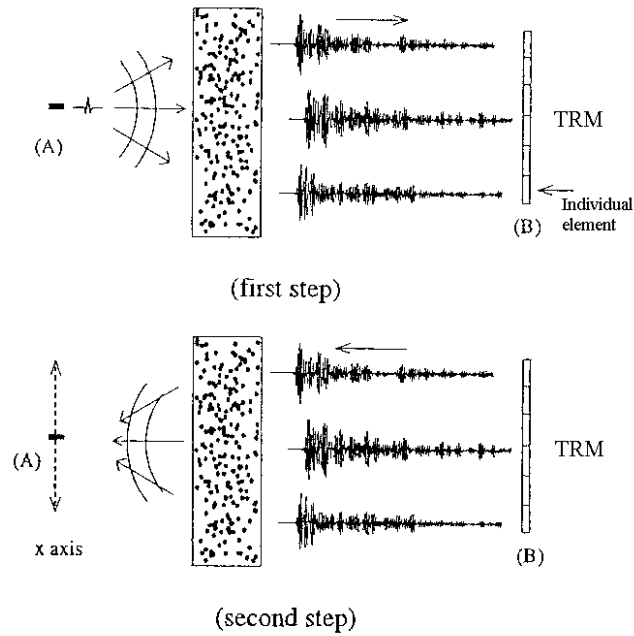 (A)
TRM
Individual
element
(B)
(first step)
(A)
TRM
x axis
(B)
(second step)